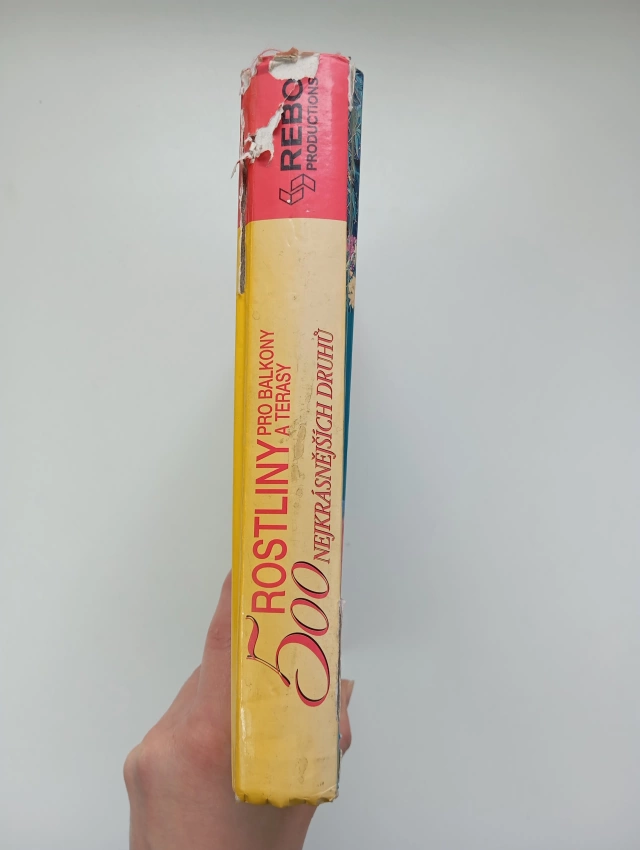 ROSTLINY PRO BALKONY
A TERASY
500 NEJKRÁSNĚJŠÍCH DRUHŮ
REBO
PRODUCTIONS